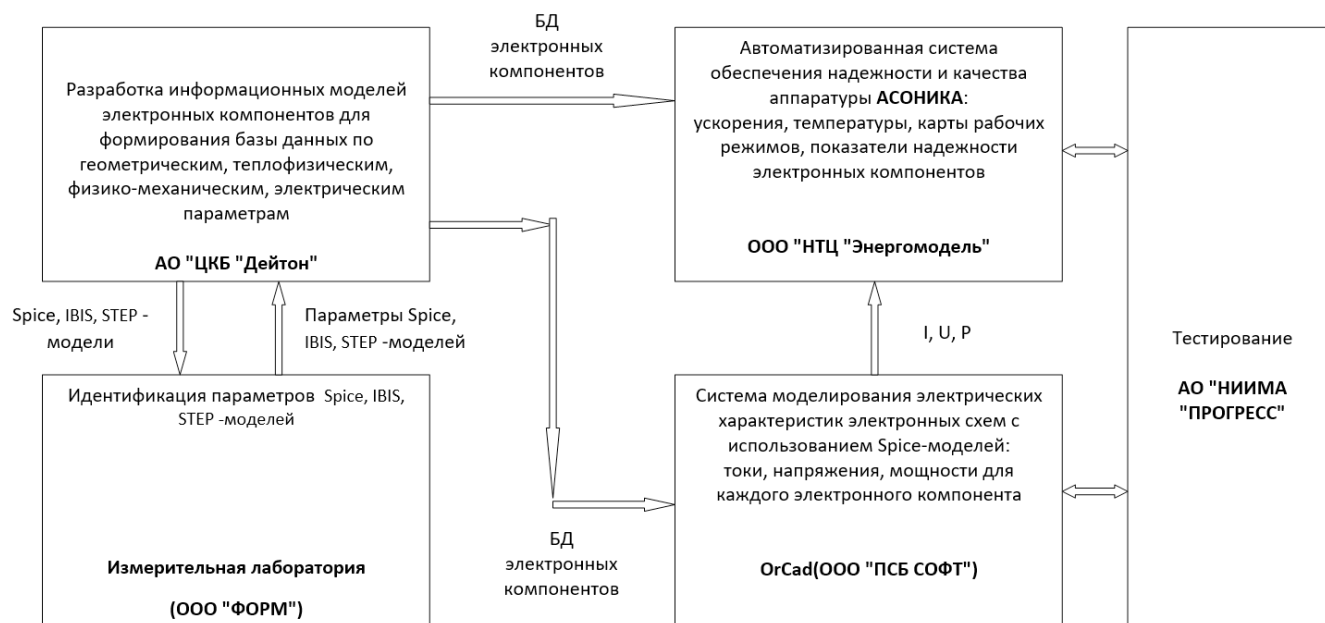 Разработка информационных моделей
электронных компонентов для
формирования базы данных по
геометрическим, теплофизическим,
физико-механическим, электрическим
параметрам
АО "ЦКБ "Дейтон"
БД
электронных
компонентов
Автоматизированная система
обеспечения надежности и качества
аппаратуры АСОНИКА:
ускорения, температуры, карты рабочих
режимов, показатели надежности
электронных компонентов
ООО "НТЦ "Энергомодель"
Spice, IBIS, STEP -
модели
Параметры Spice,
IBIS, STEP -моделей
I, U, P
Тестирование
АО "НИИМА
"ПРОГРЕСС"
Идентификация параметров Spice, IBIS,
STEP -моделей
Измерительная лаборатория
(ООО "ФОРМ")
БД
электронных
компонентов
Система моделирования электрических
характеристик электронных схем с
использованием Spice-моделей:
токи, напряжения, мощности для
каждого электронного компонента
OrCad(ООО "ПСБ СОФТ")